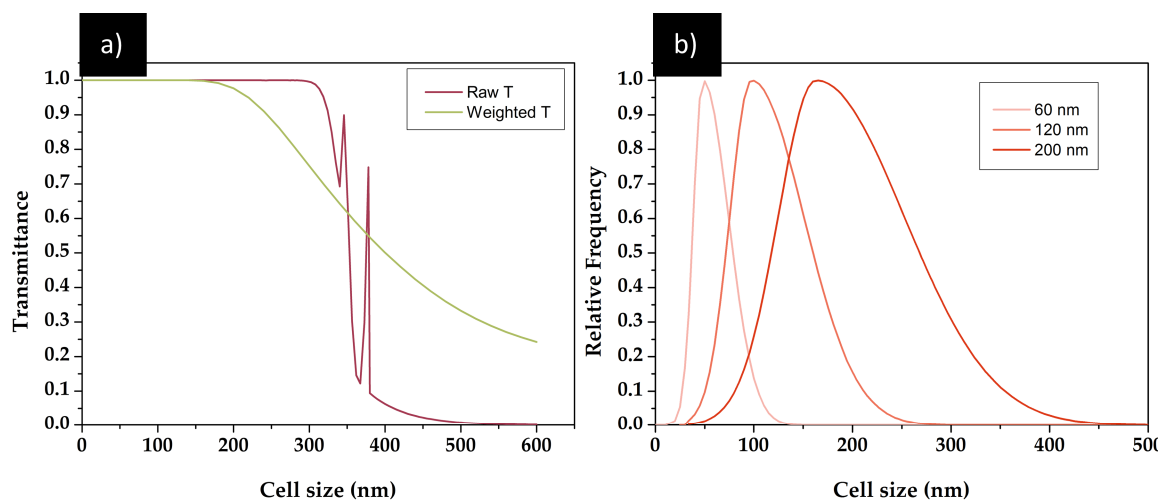 a)
1.0
0.9
0.8
0.7
0.6
0.5
0.4
0.3
0.2
0.1
0.0
Transmittance
Raw T
Weighted T
0 100 200 300 400 500 600
Cell size (nm)
b)
1.0
0.9
0.8
0.7
0.6
0.5
0.4
0.3
0.2
0.1
0.0
Relative Frequency
60 nm
120 nm
200 nm
0 100 200 300 400 500
Cell size (nm)